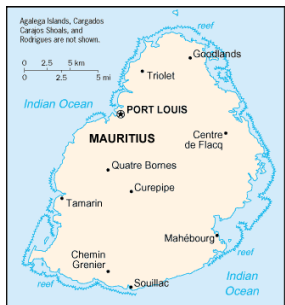 Agalega Islands, Cargados
Carajos Shoals, and
Rodrigues are not shown.
0 2.5 5 km
0 2.5 5 mi
reef
Goodlands
Triolet
Indian Ocean
PORT LOUIS
MAURITIUS
Centre
de Flacq
Quatre Bornes
Curepipe
Tamarin
Mahébourg
reef
Chemin
Grenier
Souillac
reef
Indian
Ocean